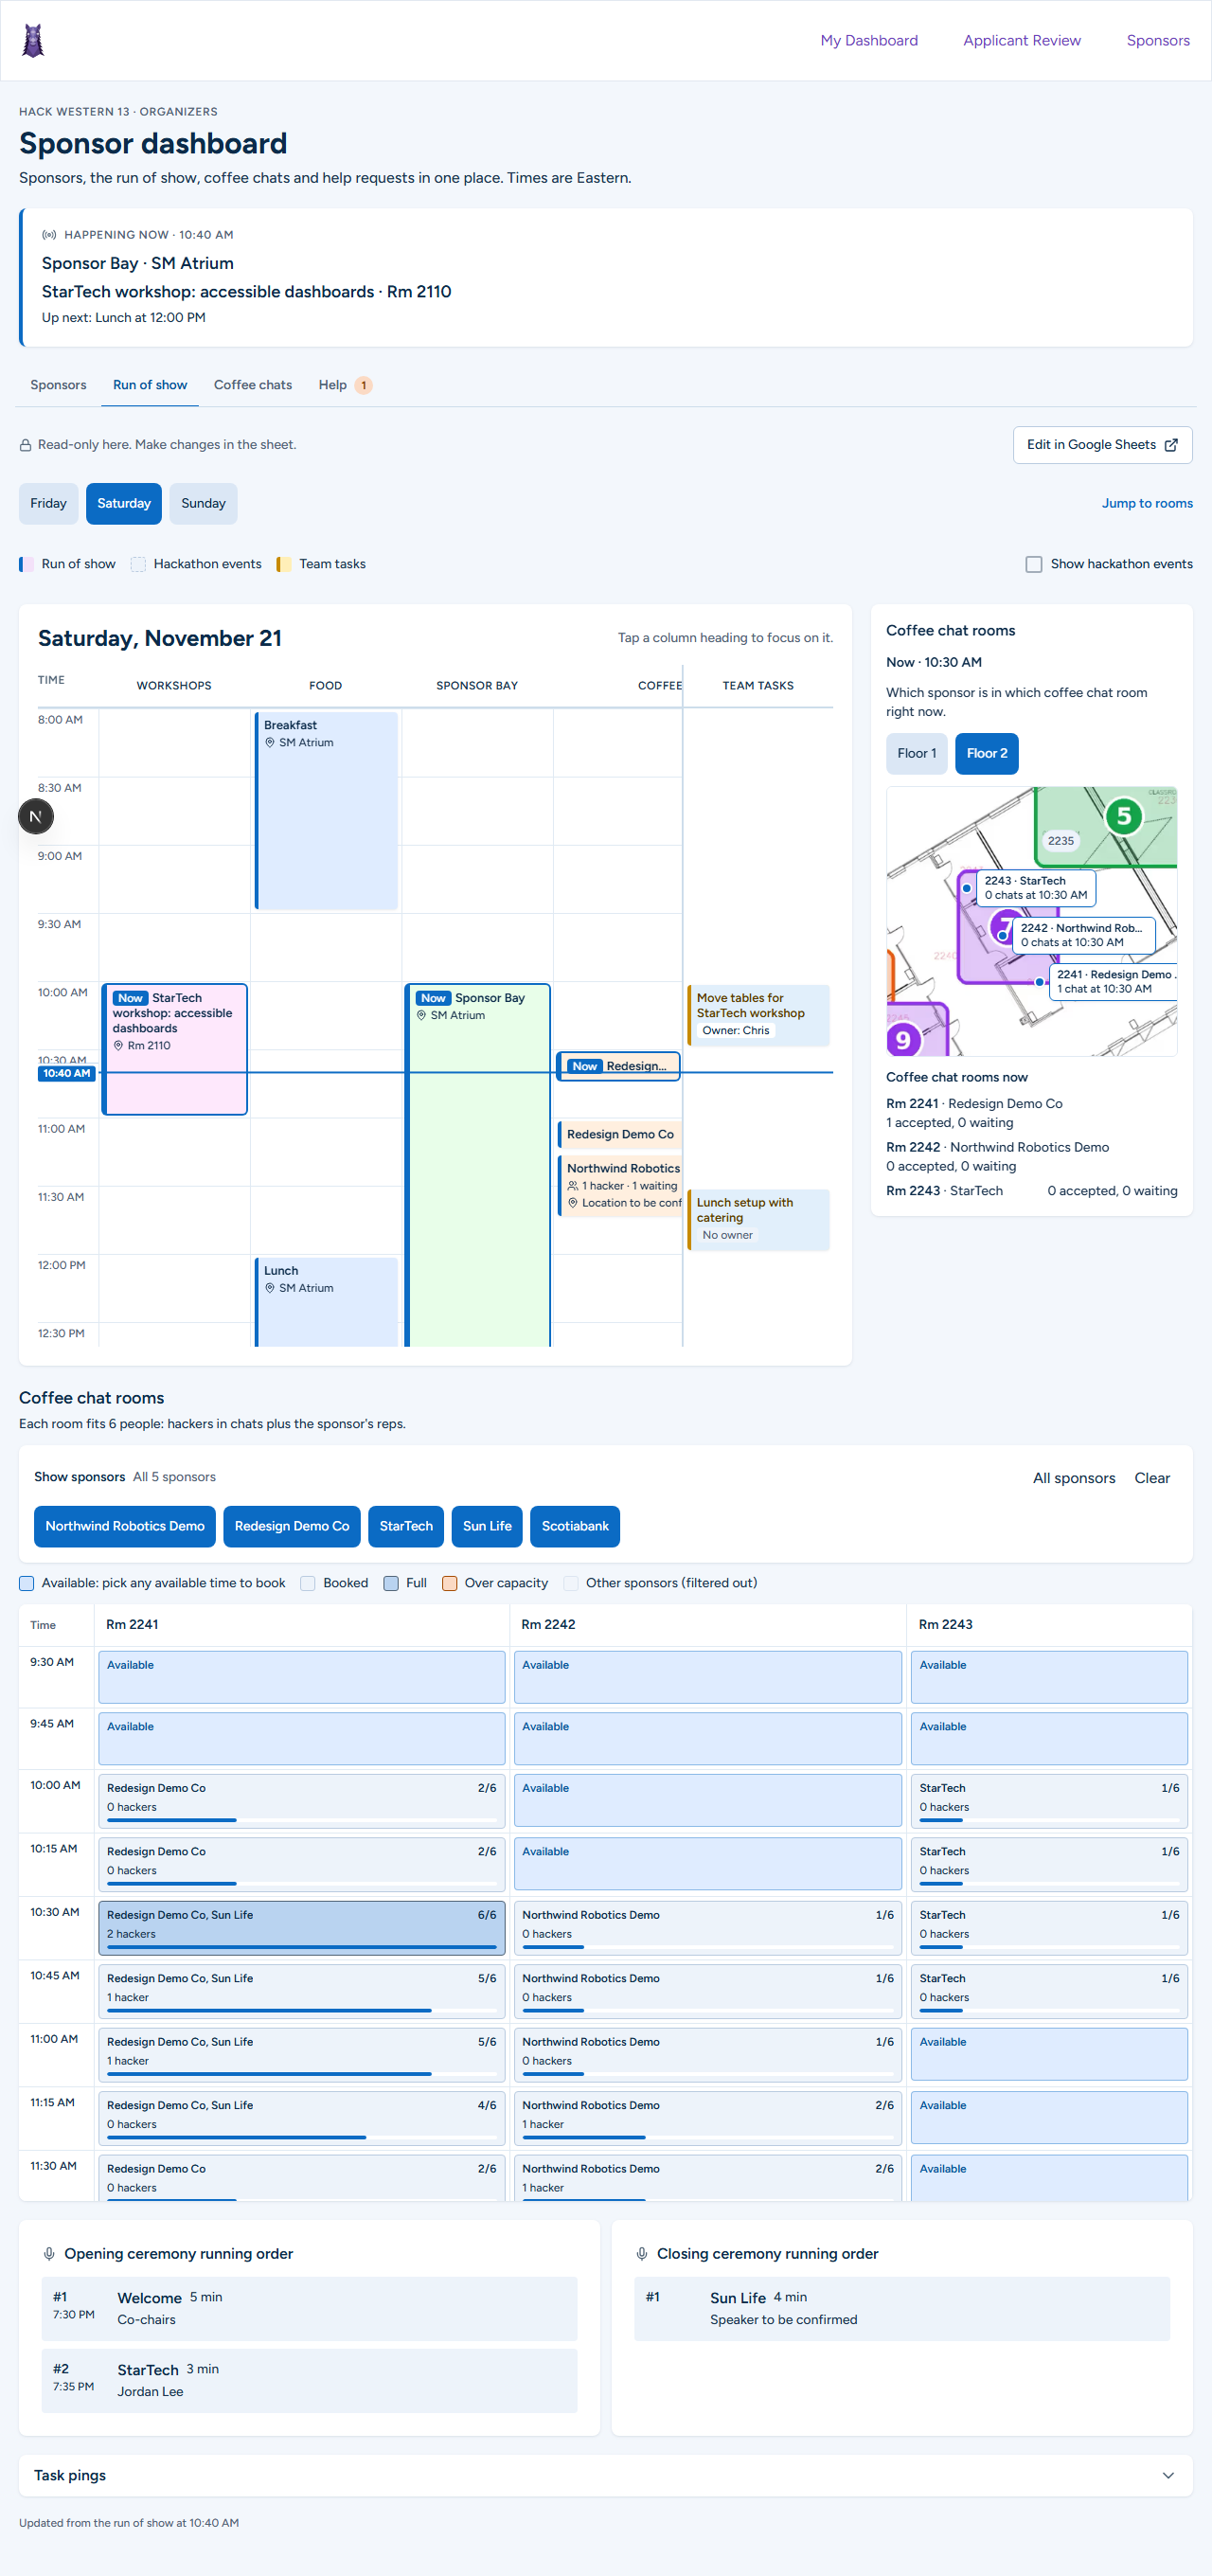 My Dashboard
Applicant Review
Sponsors
HACK WESTERN 13 · ORGANIZERS
Sponsor dashboard
Sponsors, the run of show, coffee chats and help requests in one place. Times are Eastern.
HAPPENING NOW · 10:40 AM
Sponsor Bay · SM Atrium
StarTech workshop: accessible dashboards · Rm 2110
Up next: Lunch at 12:00 PM
Sponsors
Run of show
Coffee chats
Help 1
Read-only here. Make changes in the sheet.
Edit in Google Sheets
Friday
Saturday
Sunday
Jump to rooms
Run of show
Hackathon events
Team tasks
Show hackathon events
Saturday, November 21
Tap a column heading to focus on it.
TIME
WORKSHOPS
FOOD
SPONSOR BAY
COFFEE
TEAM TASKS
8:00 AM
Breakfast
SM Atrium
8:30 AM
N
9:00 AM
9:30 AM
10:00 AM
Now StarTech
workshop: accessible
dashboards
Rm 2110
Now Sponsor Bay
SM Atrium
Move tables for
StarTech workshop
Owner: Chris
10:30 AM
10:40 AM
Now Redesign...
11:00 AM
Redesign Demo Co
Northwind Robotics
1 hacker · 1 waiting
Location to be conf
11:30 AM
Lunch setup with
catering
No owner
12:00 PM
Lunch
SM Atrium
12:30 PM
Coffee chat rooms
Now · 10:30 AM
Which sponsor is in which coffee chat room
right now.
Floor 1
Floor 2
5
2235
2243 · StarTech
0 chats at 10:30 AM
7
2242 · Northwind Rob...
0 chats at 10:30 AM
2240
2241 · Redesign Demo .
1 chat at 10:30 AM
9
Coffee chat rooms now
Rm 2241 · Redesign Demo Co
1 accepted, 0 waiting
Rm 2242 · Northwind Robotics Demo
0 accepted, 0 waiting
Rm 2243 · StarTech
0 accepted, 0 waiting
Coffee chat rooms
Each room fits 6 people: hackers in chats plus the sponsor's reps.
Show sponsors All 5 sponsors
All sponsors
Clear
Northwind Robotics Demo
Redesign Demo Co
StarTech
Sun Life
Scotiabank
Available: pick any available time to book
Booked
Full
Over capacity
Other sponsors (filtered out)
Time
Rm 2241
Rm 2242
Rm 2243
9:30 AM
Available
Available
Available
9:45 AM
Available
Available
Available
10:00 AM
Redesign Demo Co 2/6
0 hackers
Available
StarTech 1/6
0 hackers
10:15 AM
Redesign Demo Co 2/6
0 hackers
Available
StarTech 1/6
0 hackers
10:30 AM
Redesign Demo Co, Sun Life 6/6
2 hackers
Northwind Robotics Demo 1/6
0 hackers
StarTech 1/6
0 hackers
10:45 AM
Redesign Demo Co, Sun Life 5/6
1 hacker
Northwind Robotics Demo 1/6
0 hackers
StarTech 1/6
0 hackers
11:00 AM
Redesign Demo Co, Sun Life 5/6
1 hacker
Northwind Robotics Demo 1/6
0 hackers
Available
11:15 AM
Redesign Demo Co, Sun Life 4/6
0 hackers
Northwind Robotics Demo 2/6
1 hacker
Available
11:30 AM
Redesign Demo Co 2/6
0 hackers
Northwind Robotics Demo 2/6
1 hacker
Available
Opening ceremony running order
#1
7:30 PM
Welcome 5 min
Co-chairs
#2
7:35 PM
StarTech 3 min
Jordan Lee
Closing ceremony running order
#1
Sun Life 4 min
Speaker to be confirmed
Task pings
Updated from the run of show at 10:40 AM